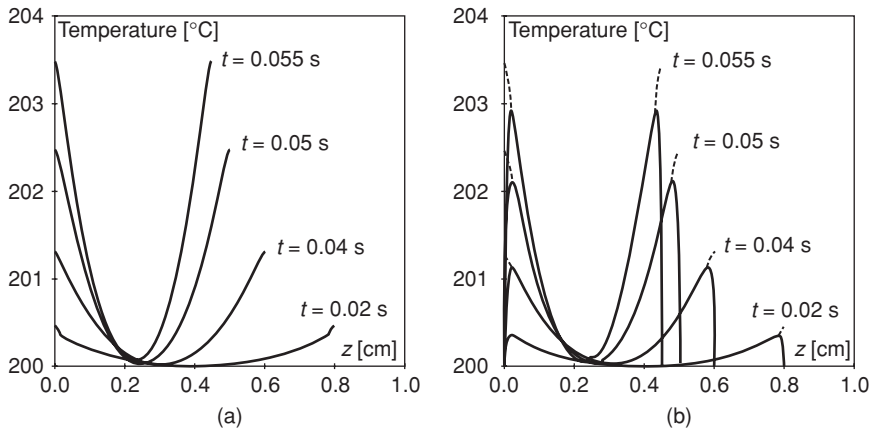 204
Temperature [°C]
t = 0.055 s
203
t = 0.05 s
202
t = 0.04 s
201
t = 0.02 s
200
z [cm]
0.0 0.2 0.4 0.6 0.8 1.0
(a)
204
Temperature [°C]
t = 0.055 s
203
t = 0.05 s
202
t = 0.04 s
201
t = 0.02 s
200
z [cm]
0.0 0.2 0.4 0.6 0.8 1.0
(b)